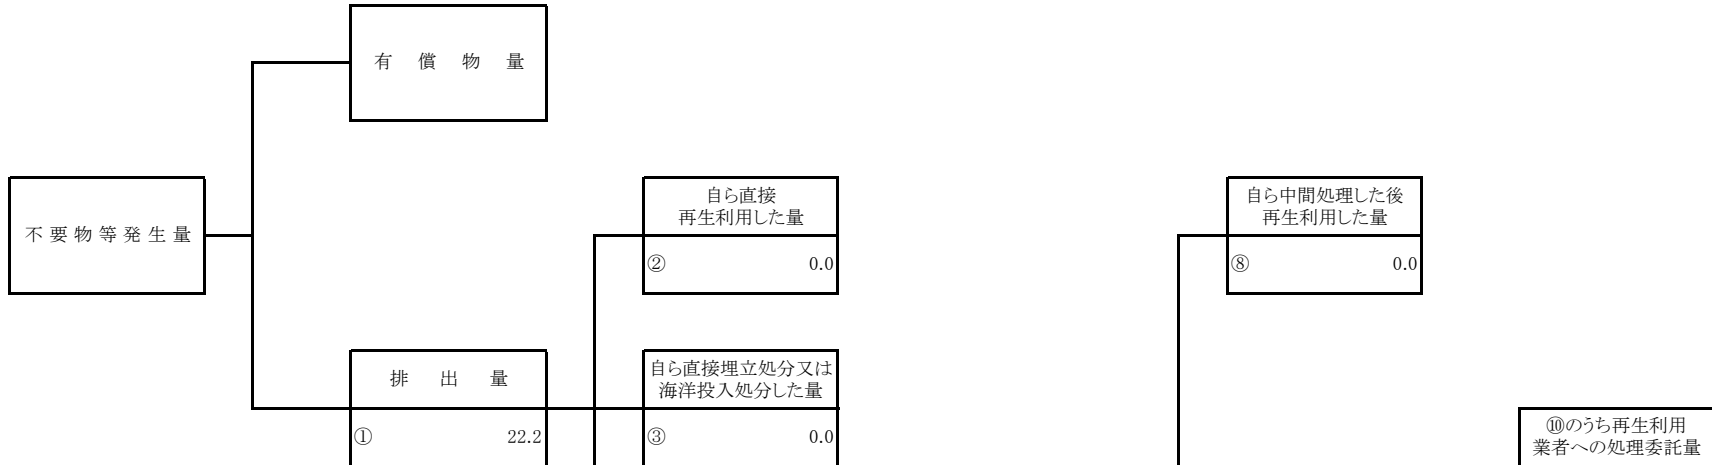 有償物量
不要物等発生量
自ら直接
再生利用した量
② 0.0
自ら中間処理した後
再生利用した量
⑧ 0.0
排出量
① 22.2
自ら直接埋立処分又は
海洋投入処分した量
③ 0.0
⑩のうち再生利用
業者への処理委託量